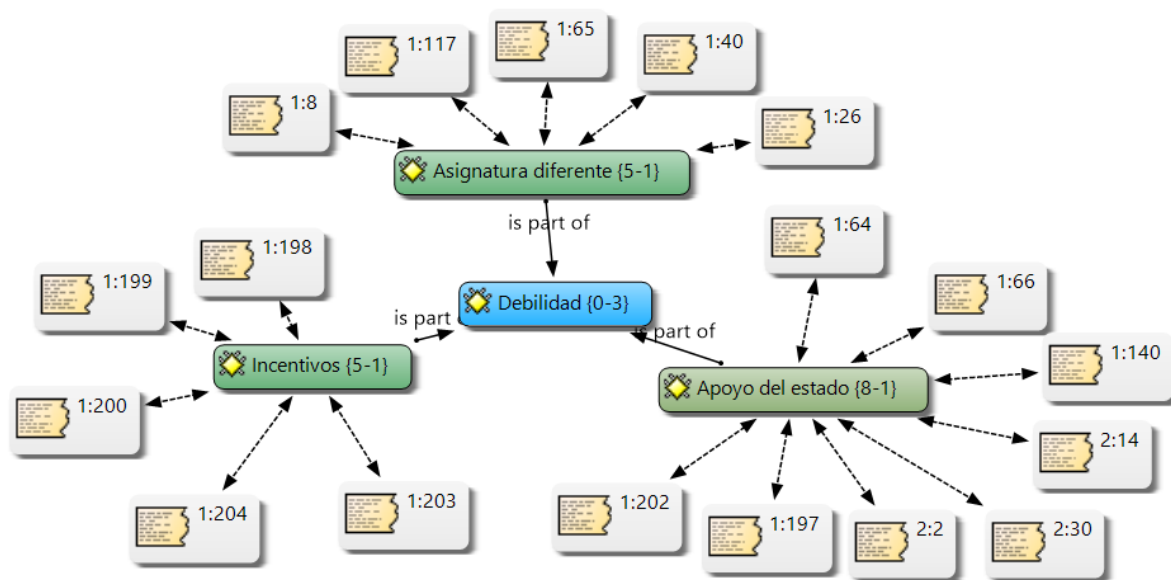 1:65
1:117
1:40
1:8
1:26
Asignatura diferente {5-1}
is part of
1:64
1:198
1:199
1:66
Debilidad {0-3}
is part of
is part of
1:140
Incentivos {5-1}
Apoyo del estado {8-1}
1:200
2:14
1:202
1:203
1:204
1:197
2:2
2:30